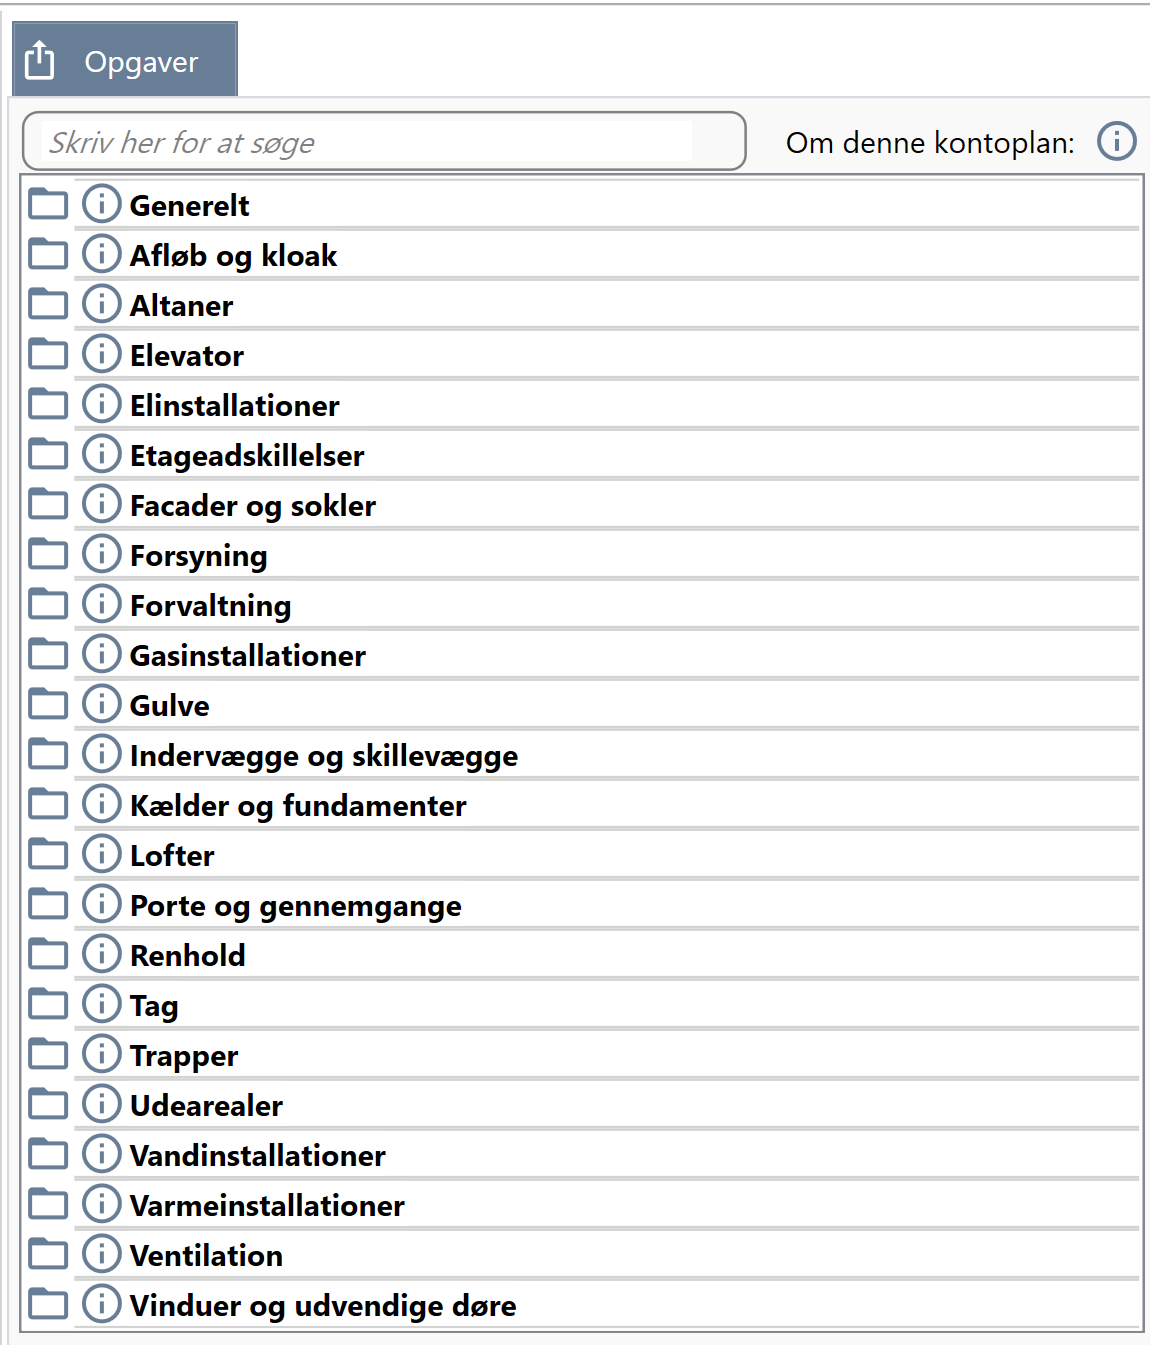 Opgaver
Skriv her for at søge
Om denne kontoplan:
Generelt
Afløb og kloak
Altaner
Elevator
Elinstallationer
Etageadskillelser
Facader og sokler
Forsyning
Forvaltning
Gasinstallationer
Gulve
Indervægge og skillevægge
Kælder og fundamenter
Lofter
Porte og gennemgange
Renhold
Tag
Trapper
Udearealer
Vandinstallationer
Varmeinstallationer
Ventilation
Vinduer og udvendige døre